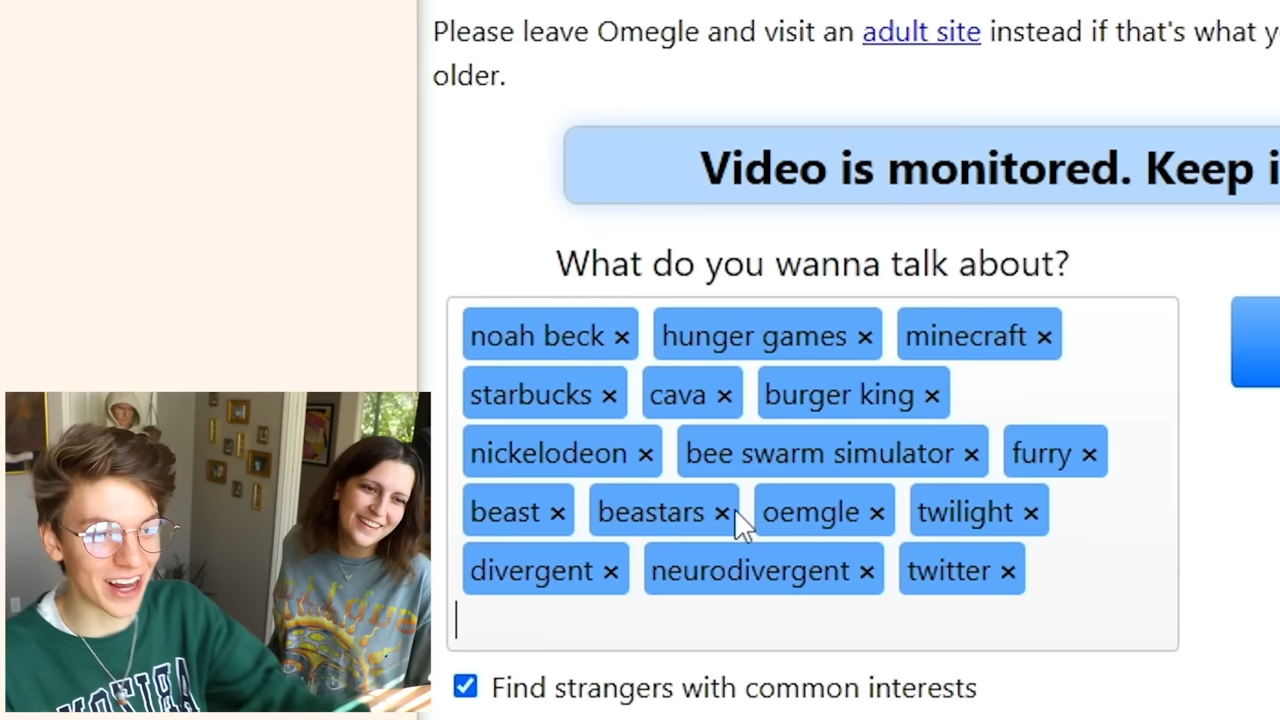 Please leave Omegle and visit an adult site instead if that's what y
older.
Video is monitored. Keep i
What do you wanna talk about?
noah beck × hunger games × minecraft ×
starbucks × cava × burger king ×
nickelodeon × bee swarm simulator × furry ×
beast × beastars × oemgle × twilight ×
divergent × neurodivergent × twitter ×
Find strangers with common interests